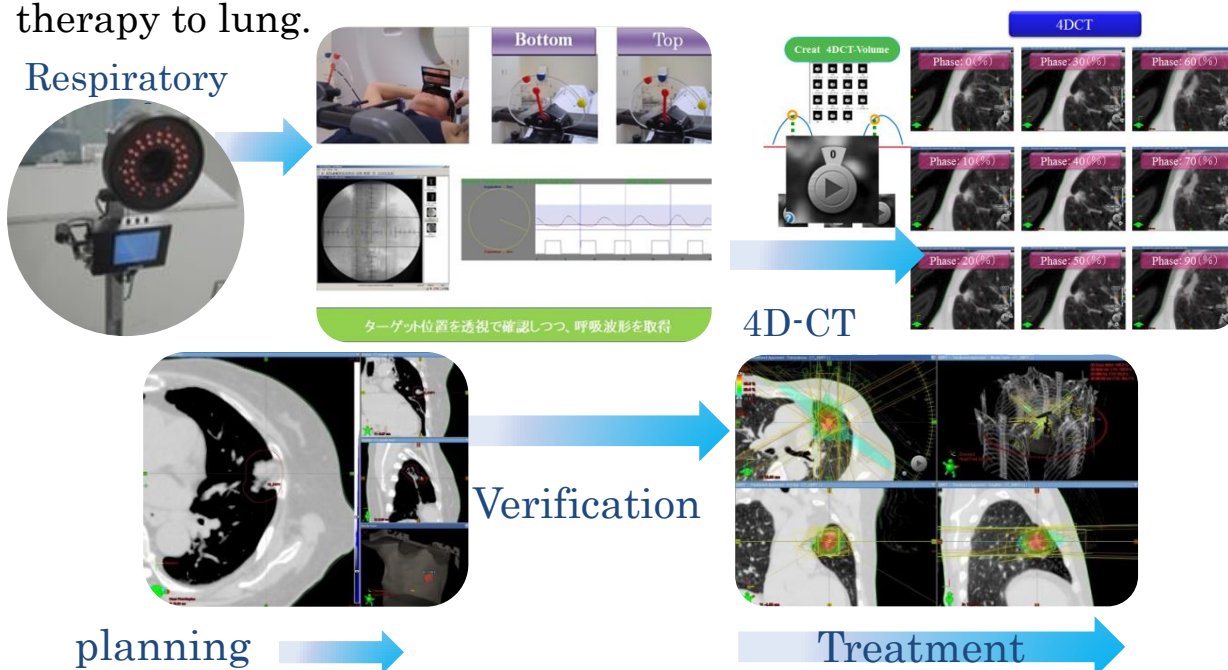 therapy to lung.
Respiratory
Bottom
Top
Creat 4DCT-Volume
0
4DCT
Phase: 0(%)
Phase: 30(%)
Phase: 60(%)
Phase: 10(%)
Phase: 40(%)
Phase: 70(%)
Phase: 20(%)
Phase: 50(%)
Phase: 90(%)
ターゲット位置を透視で確認しつつ、呼吸波形を取得
4D-CT
Verification
planning
Treatment